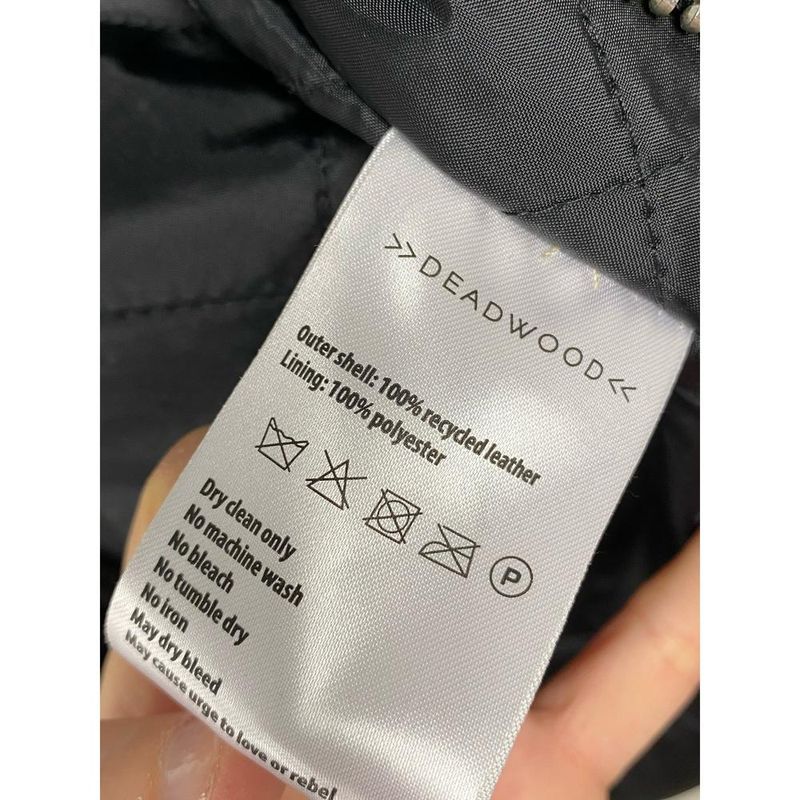 >>DEADWOOD<<
Outer shell: 100% recycled leather
Lining: 100% polyester
P
Dry clean only
No machine wash
No bleach
No tumble dry
No iron
May dry bleed
May cause urge to love or rebel